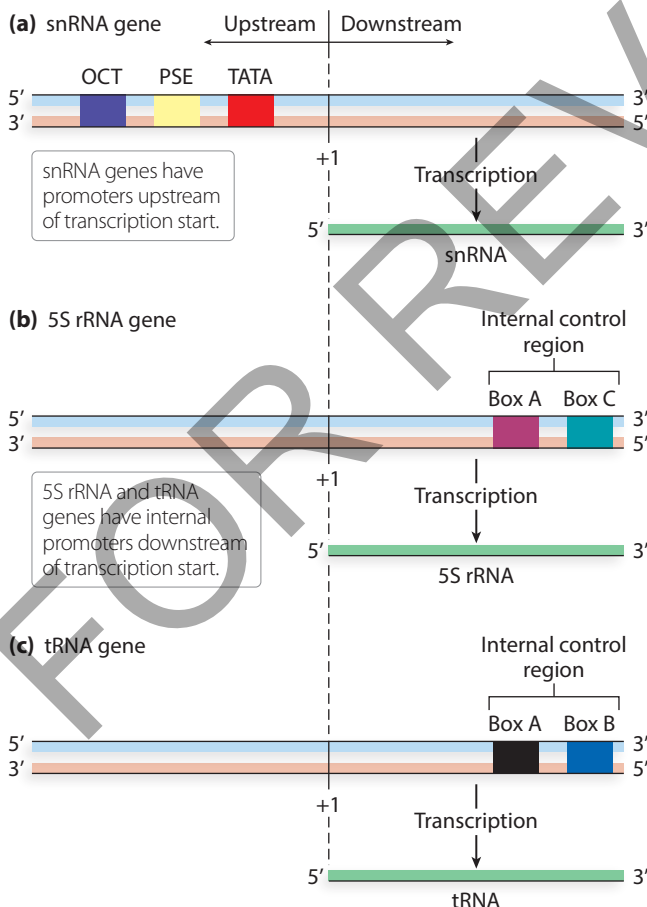 (a) snRNA gene
Upstream Downstream
OCT PSE TATA
5′ 3′
3′ 5′
+1
snRNA genes have
promoters upstream
of transcription start.
Transcription
5′ 3′
snRNA
(b) 5S rRNA gene
Internal control
region
Box A Box C
5′ 3′
3′ 5′
+1
5S rRNA and tRNA
genes have internal
promoters downstream
of transcription start.
Transcription
5′ 3′
5S rRNA
(c) tRNA gene
Internal control
region
Box A Box B
5′ 3′
3′ 5′
+1
Transcription
5′ 3′
tRNA
FOR REV